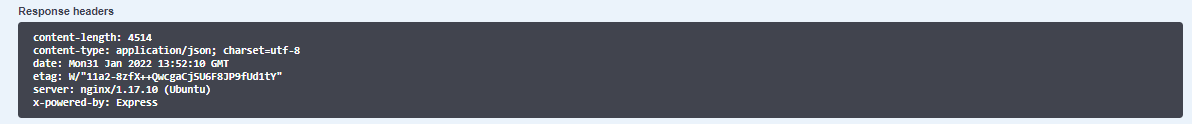 Response headers
content-length: 4514
content-type: application/json; charset=utf-8
date: Mon31 Jan 2022 13:52:10 GMT
etag: W/"11a2-8zfX++QwcgaCj5U6F8JP9fUd1tY"
server: nginx/1.17.10 (Ubuntu)
x-powered-by: Express